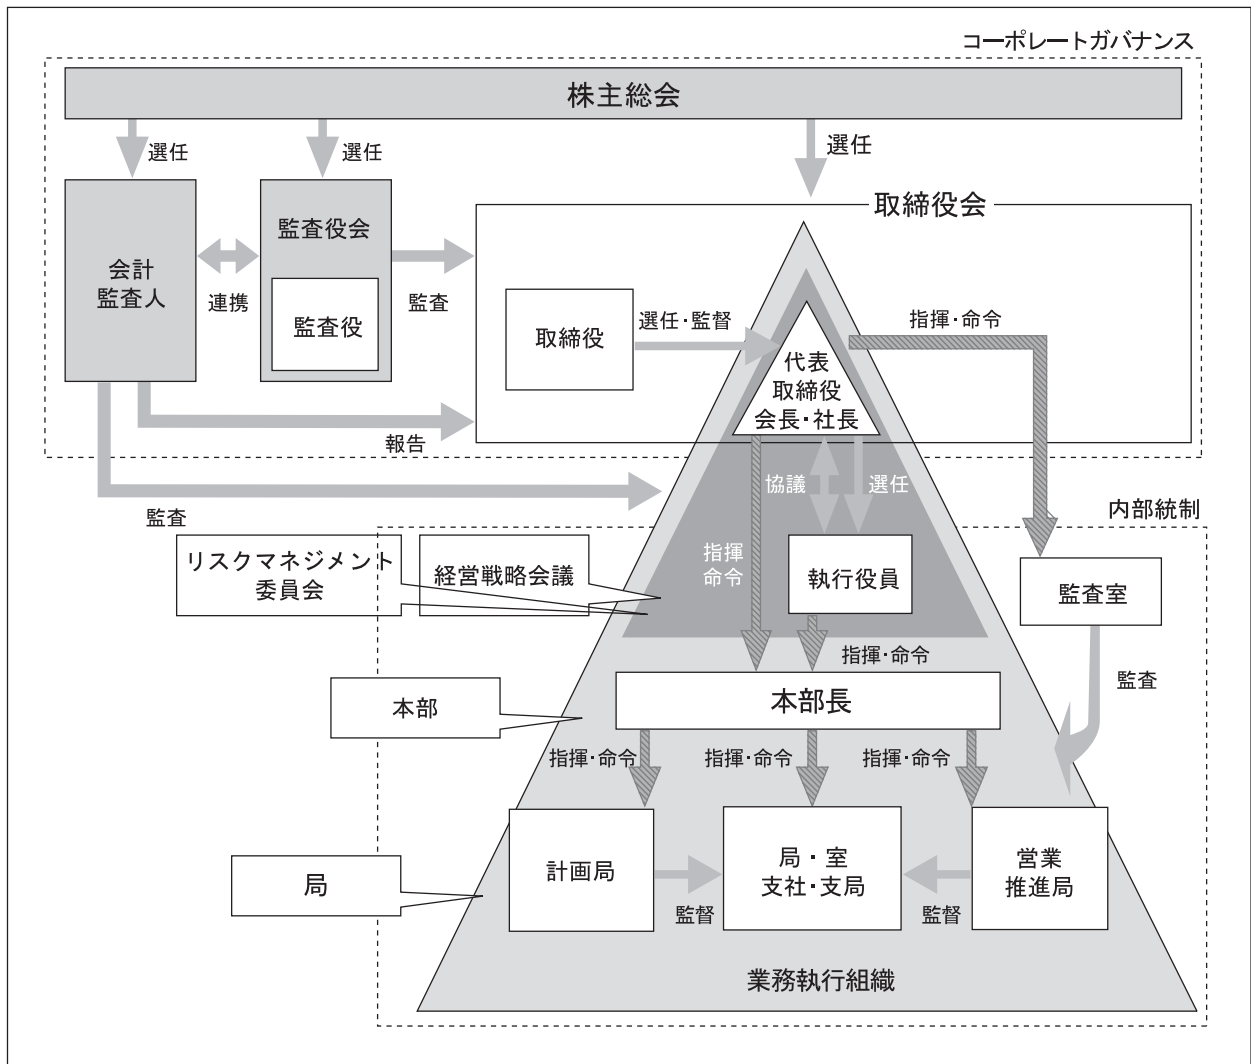 コーポレートガバナンス
株主総会
選任
選任
選任
取締役会
会計
監査人
連携
監査役会
監査役
監査
取締役
選任・監督
代表
取締役
会長・社長
指揮・命令
報告
監査
協議
選任
内部統制
リスクマネジメント
委員会
経営戦略会議
指揮
命令
執行役員
監査室
指揮・命令
監査
本部
本部長
指揮・命令
指揮・命令
指揮・命令
局
計画局
監督
局・室
支社・支局
監督
営業
推進局
業務執行組織